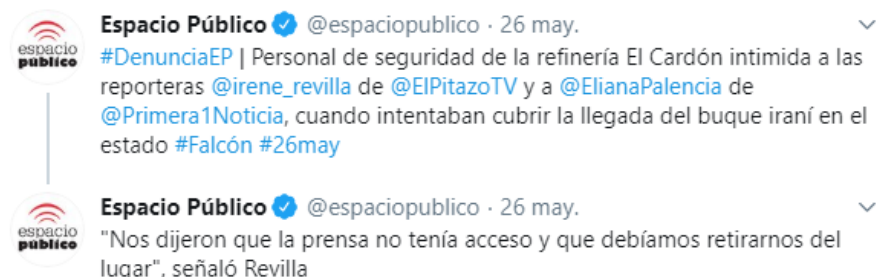 Espacio Público @espaciopublico · 26 may.
espacio
público
#DenunciaEP | Personal de seguridad de la refinería El Cardón intimida a las
reporteras @irene_revilla de @ElPitazoTV y a @ElianaPalencia de
@Primera1Noticia, cuando intentaban cubrir la llegada del buque iraní en el
estado #Falcón #26may
Espacio Público @espaciopublico · 26 may.
espacio
público
"Nos dijeron que la prensa no tenía acceso y que debíamos retirarnos del
lugar", señaló Revilla